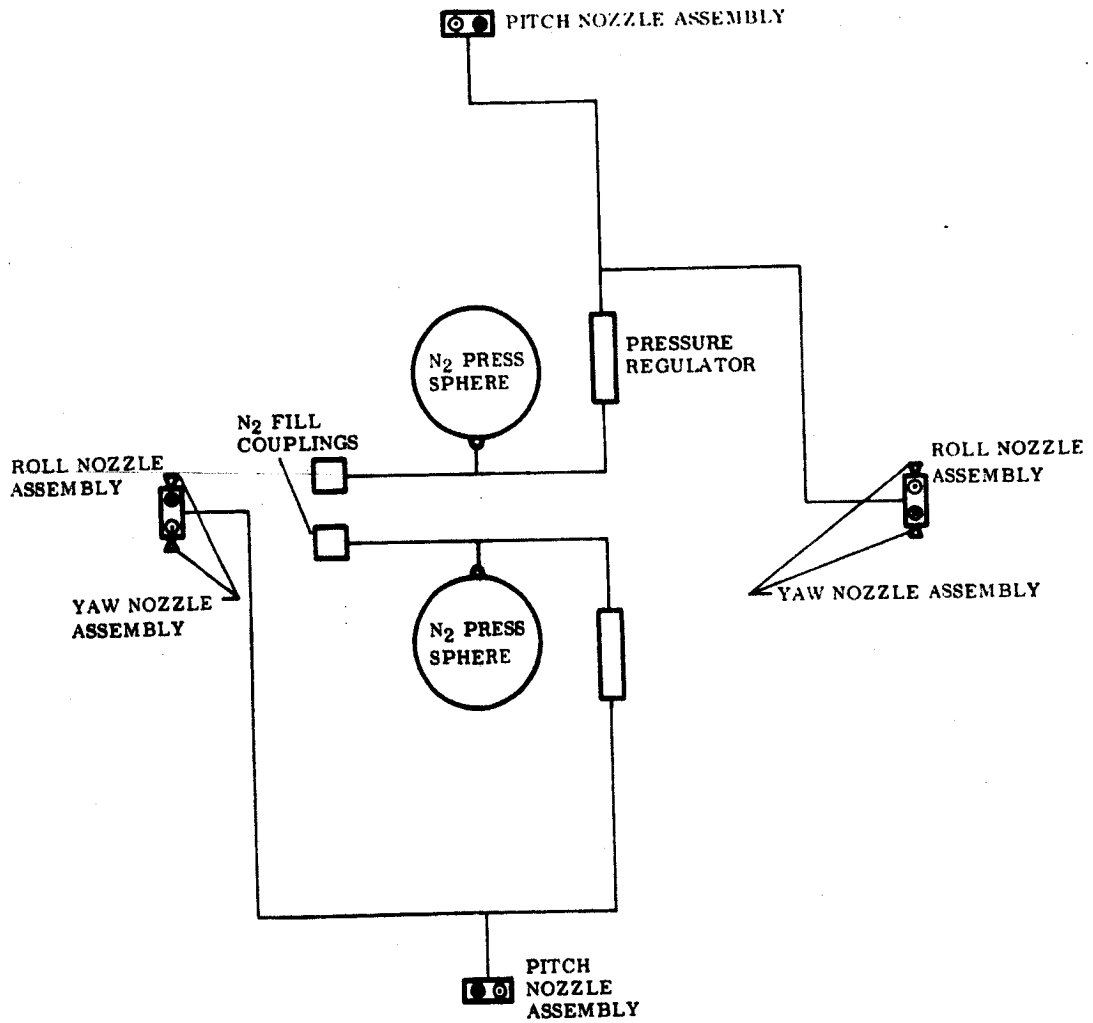 PITCH NOZZLE ASSEMBLY
N2 PRESS
SPHERE
PRESSURE
REGULATOR
N2 FILL
COUPLINGS
ROLL NOZZLE
ASSEMBLY
ROLL NOZZLE
ASSEMBLY
YAW NOZZLE
ASSEMBLY
YAW NOZZLE ASSEMBLY
N2 PRESS
SPHERE
PITCH
NOZZLE
ASSEMBLY